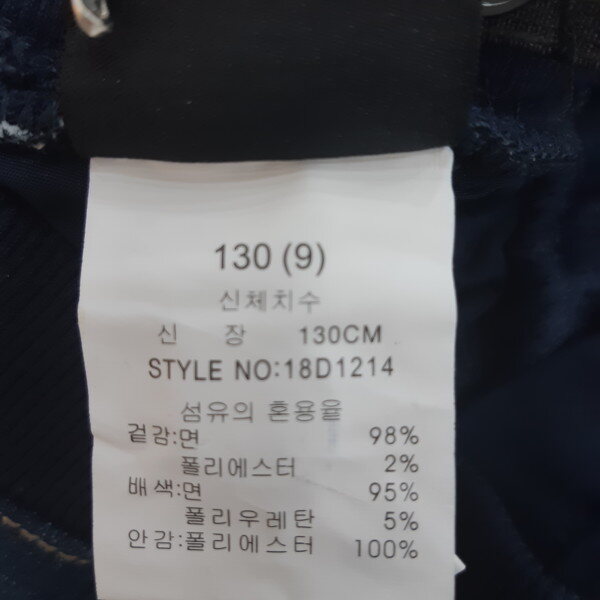 130 (9)
신체치수
신 장 130CM
STYLE NO:18D1214
섬유의 혼용율
겉감:면 98%
폴리에스터 2%
배색:면 95%
폴리우레탄 5%
안감:폴리에스터 100%